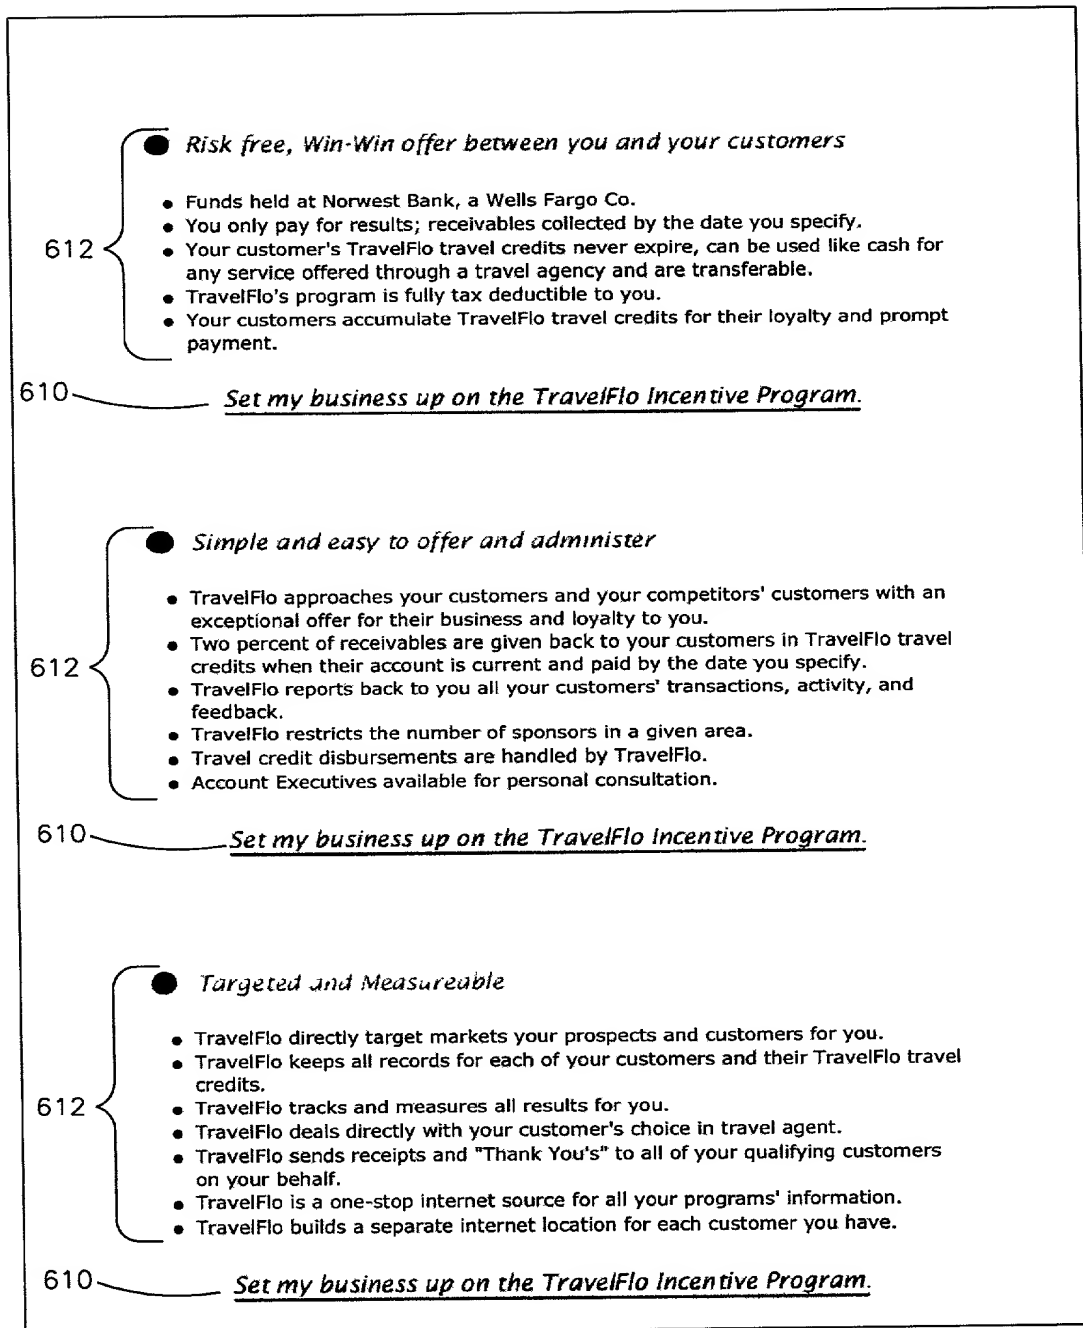 ● Risk free, Win-Win offer between you and your customers
● Funds held at Norwest Bank, a Wells Fargo Co.
● You only pay for results; receivables collected by the date you specify.
612
● Your customer's TravelFlo travel credits never expire, can be used like cash for
any service offered through a travel agency and are transferable.
● TravelFlo's program is fully tax deductible to you.
● Your customers accumulate TravelFlo travel credits for their loyalty and prompt
payment.
610
Set my business up on the TravelFlo Incentive Program.
● Simple and easy to offer and administer
● TravelFlo approaches your customers and your competitors' customers with an
exceptional offer for their business and loyalty to you.
● Two percent of receivables are given back to your customers in TravelFlo travel
612
credits when their account is current and paid by the date you specify.
● TravelFlo reports back to you all your customers' transactions, activity, and
feedback.
● TravelFlo restricts the number of sponsors in a given area.
● Travel credit disbursements are handled by TravelFlo.
● Account Executives available for personal consultation.
610
Set my business up on the TravelFlo Incentive Program.
● Targeted and Measureable
● TravelFlo directly target markets your prospects and customers for you.
● TravelFlo keeps all records for each of your customers and their TravelFlo travel
credits.
612
● TravelFlo tracks and measures all results for you.
● TravelFlo deals directly with your customer's choice in travel agent.
● TravelFlo sends receipts and "Thank You's" to all of your qualifying customers
on your behalf.
● TravelFlo is a one-stop internet source for all your programs' information.
● TravelFlo builds a separate internet location for each customer you have.
610
Set my business up on the TravelFlo Incentive Program.